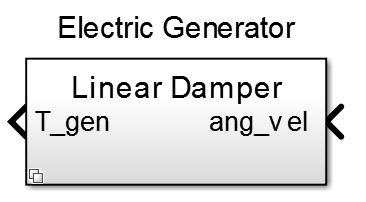 Electric Generator
Linear Damper
T_gen ang_vel